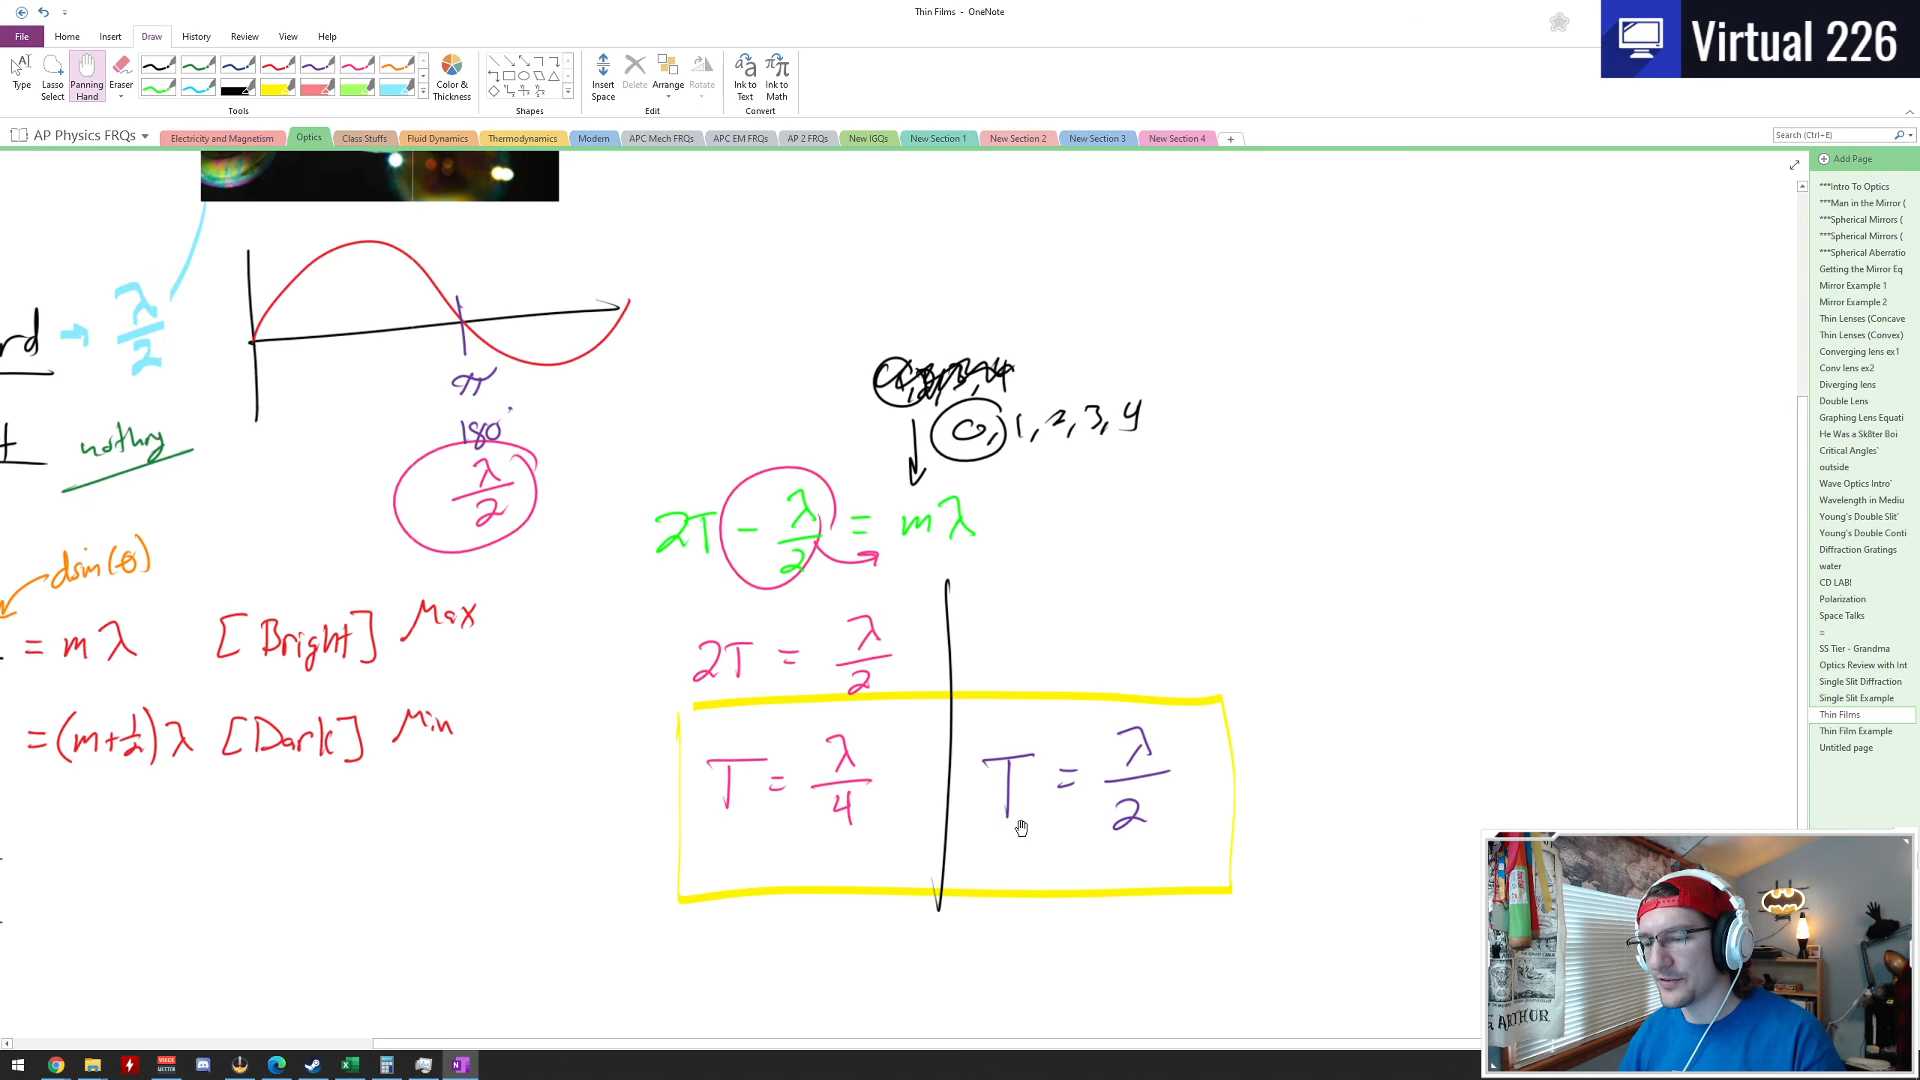 Thin Films - OneNote
Virtual 226
File Home Insert Draw History Review View Help
Type
Lasso Select
Panning Hand
Eraser
Color & Thickness
Insert Space
Delete
Arrange
Rotate
Ink to Text
Ink to Math
Tools Shapes Edit Convert
AP Physics FRQs
Electricity and Magnetism Optics Class Stuffs Fluid Dynamics Thermodynamics Modern APC Mech FRQs APC EM FRQs AP 2 FRQs New IGQs New Section 1 New Section 2 New Section 3 New Section 4
Search (Ctrl+E)
Add Page
***Intro To Optics
***Man in the Mirror (
***Spherical Mirrors (
***Spherical Mirrors (
***Spherical Aberratio
Getting the Mirror Eq
Mirror Example 1
Mirror Example 2
Thin Lenses (Concave
Thin Lenses (Convex)
Converging lens ex1
Conv lens ex2
Diverging lens
Double Lens
Graphing Lens Equati
He Was a Sk8ter Boi
Critical Angles`
outside
Wave Optics Intro`
Wavelength in Mediu
Young's Double Slit`
Young's Double Conti
Diffraction Gratings
water
CD LAB!
Polarization
Space Talks
=
SS Tier - Grandma
Optics Review with Int
Single Slit Diffraction
Single Slit Example
Thin Films
Thin Film Example
Untitled page
rd → λ/2
π
180°
λ/2
nothing
dsin(θ)
= mλ [Bright] Max
=(m+1/2)λ [Dark] Min
0, 1, 2, 3, 4
2T - λ/2 = mλ
2T = λ/2
T = λ/4
T = λ/2
VOICE MEETER
ARTHOR